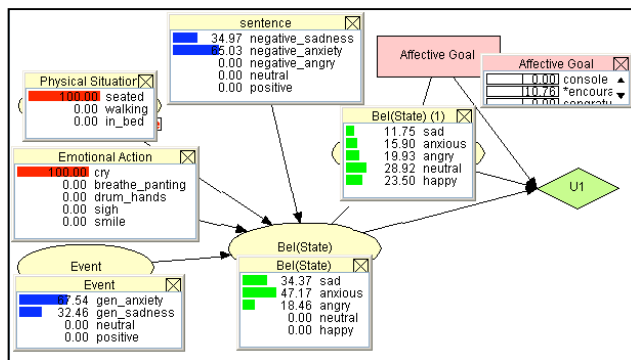 sentence
34.97 negative_sadness
65.03 negative_anxiety
0.00 negative_angry
0.00 neutral
0.00 positive
Affective Goal
Affective Goal
0.00 console
10.76 *encoura
0.00 congratu
Physical Situation
100.00 seated
0.00 walking
0.00 in_bed
Bel(State) (1)
11.75 sad
15.90 anxious
19.93 angry
28.92 neutral
23.50 happy
Emotional Action
100.00 cry
0.00 breathe_panting
0.00 drum_hands
0.00 sigh
0.00 smile
U1
Bel(State)
Bel(State)
34.37 sad
47.17 anxious
18.46 angry
0.00 neutral
0.00 happy
Event
Event
67.54 gen_anxiety
32.46 gen_sadness
0.00 neutral
0.00 positive